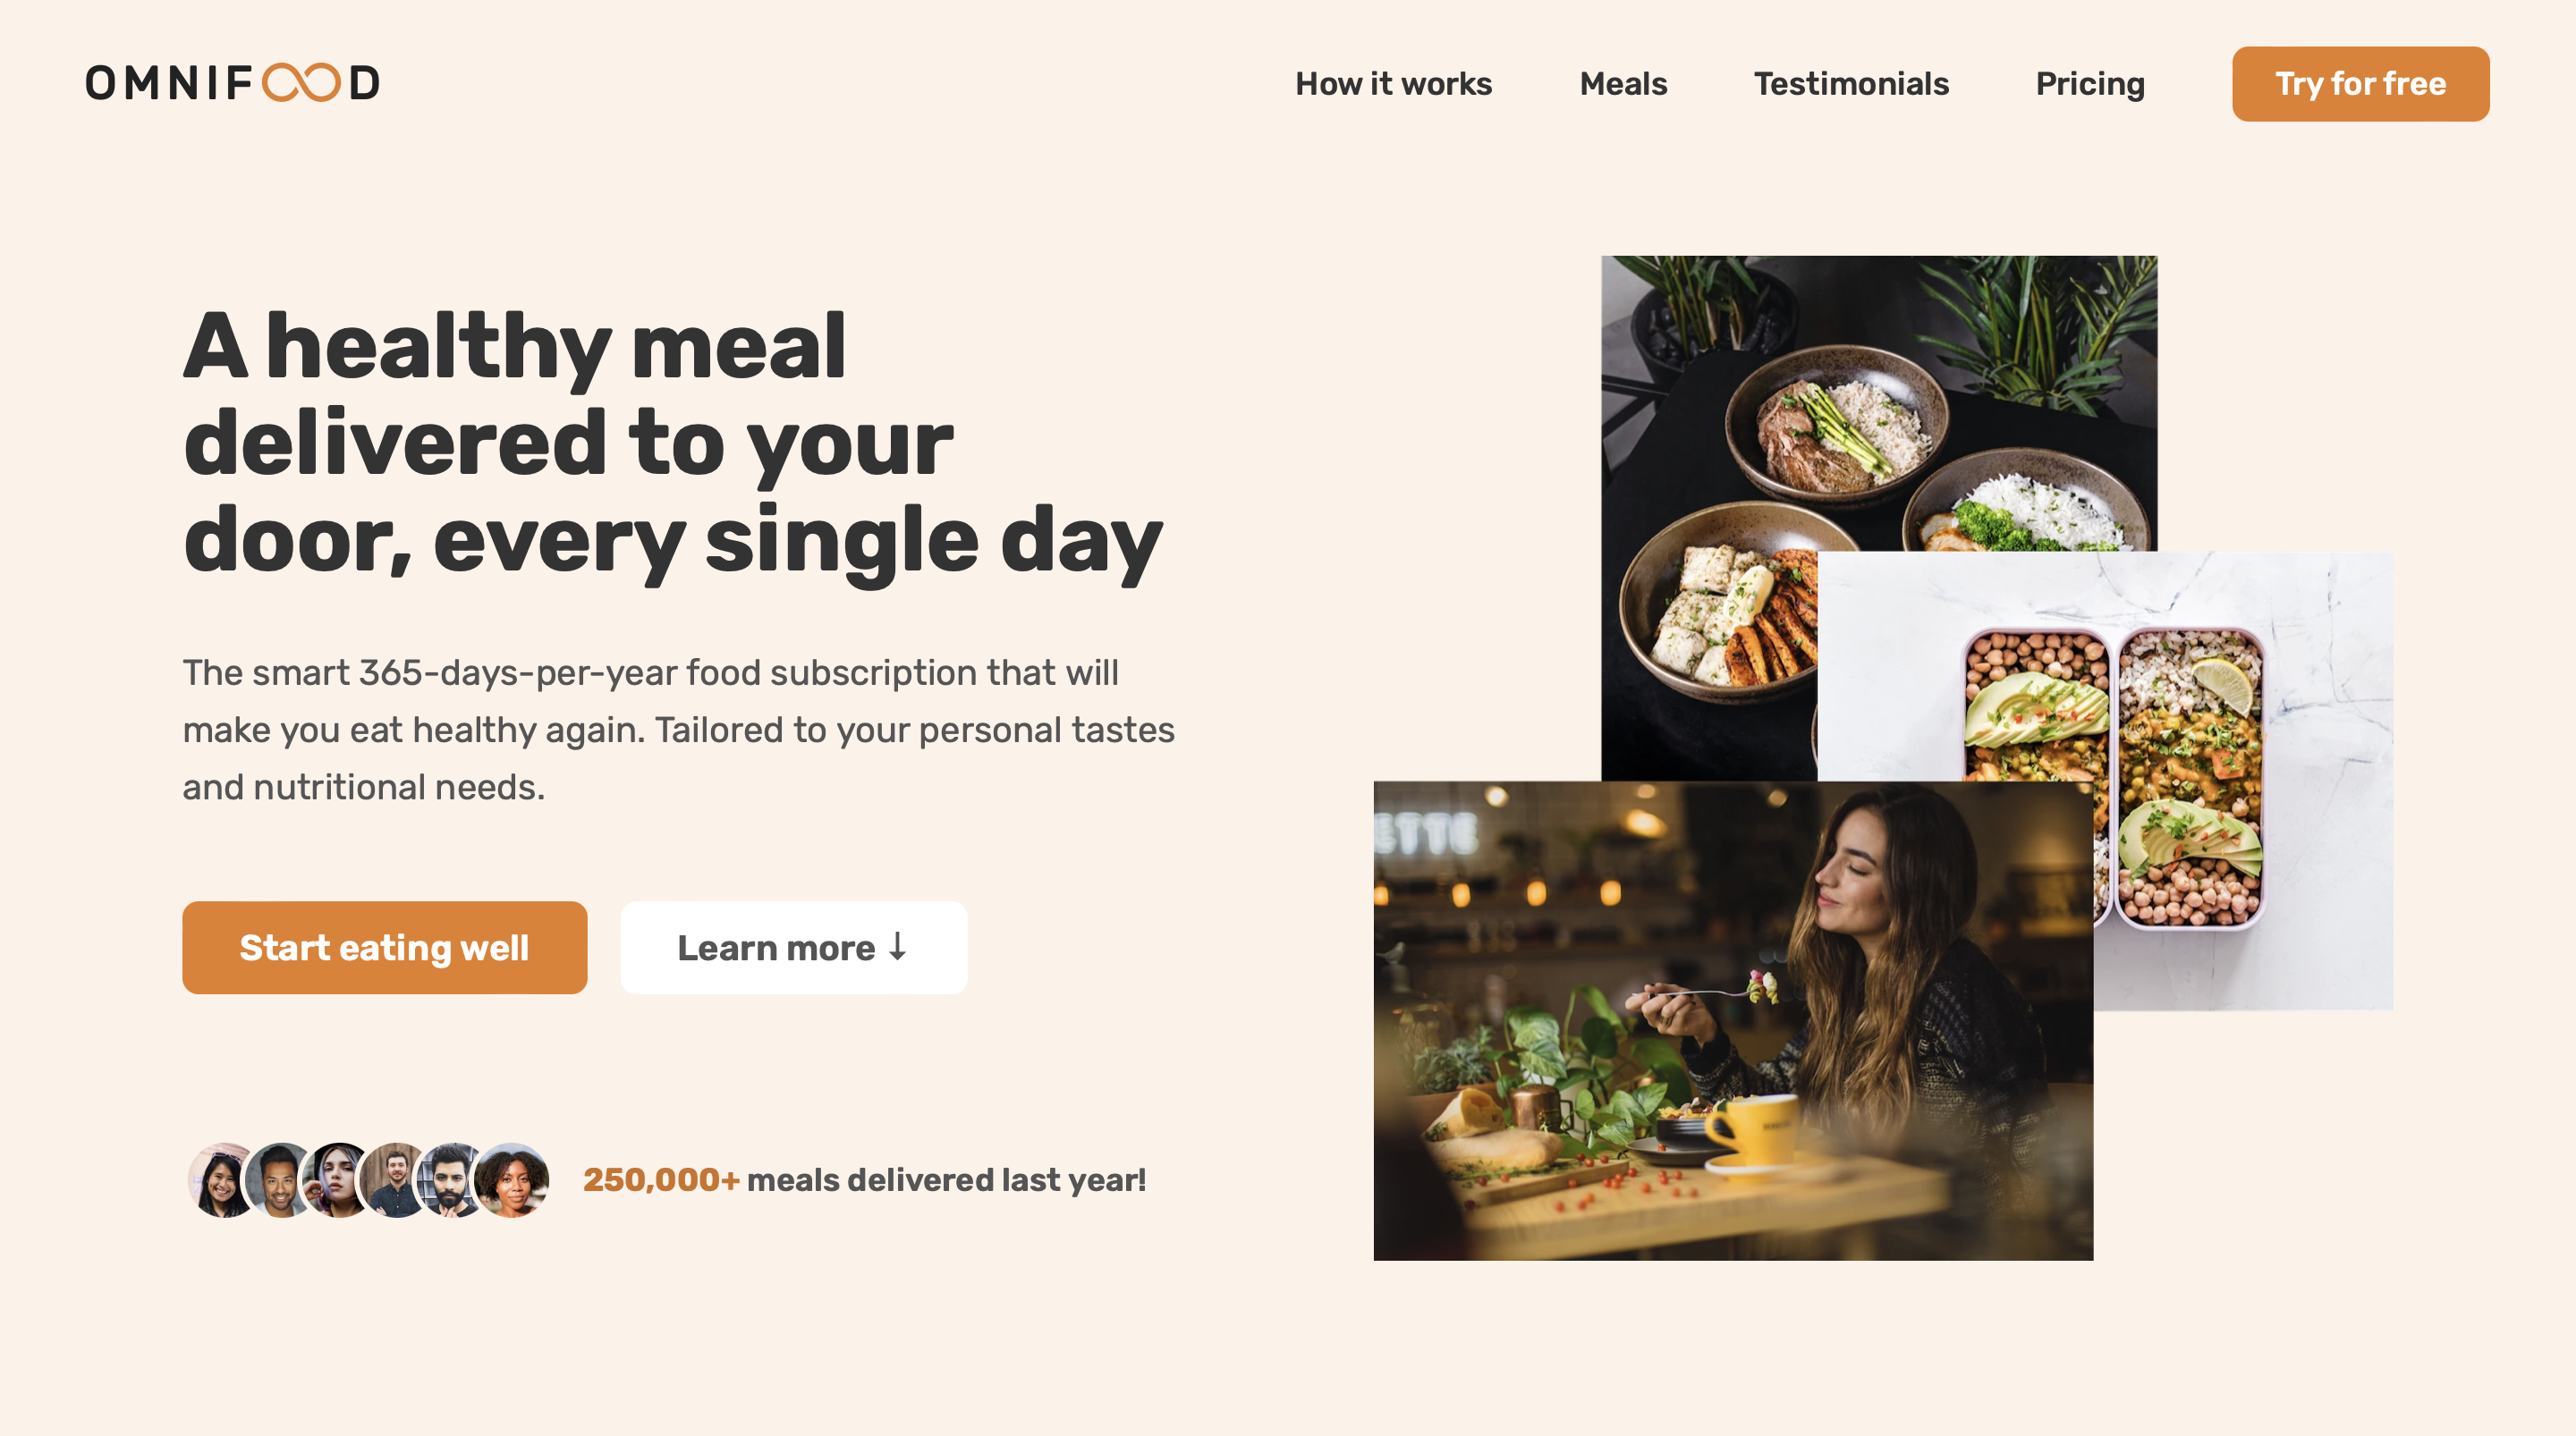 OMNIFOOD
How it works
Meals
Testimonials
Pricing
Try for free
A healthy meal
delivered to your
door, every single day
The smart 365-days-per-year food subscription that will
make you eat healthy again. Tailored to your personal tastes
and nutritional needs.
Start eating well
Learn more ↓
ETTE
250,000+ meals delivered last year!